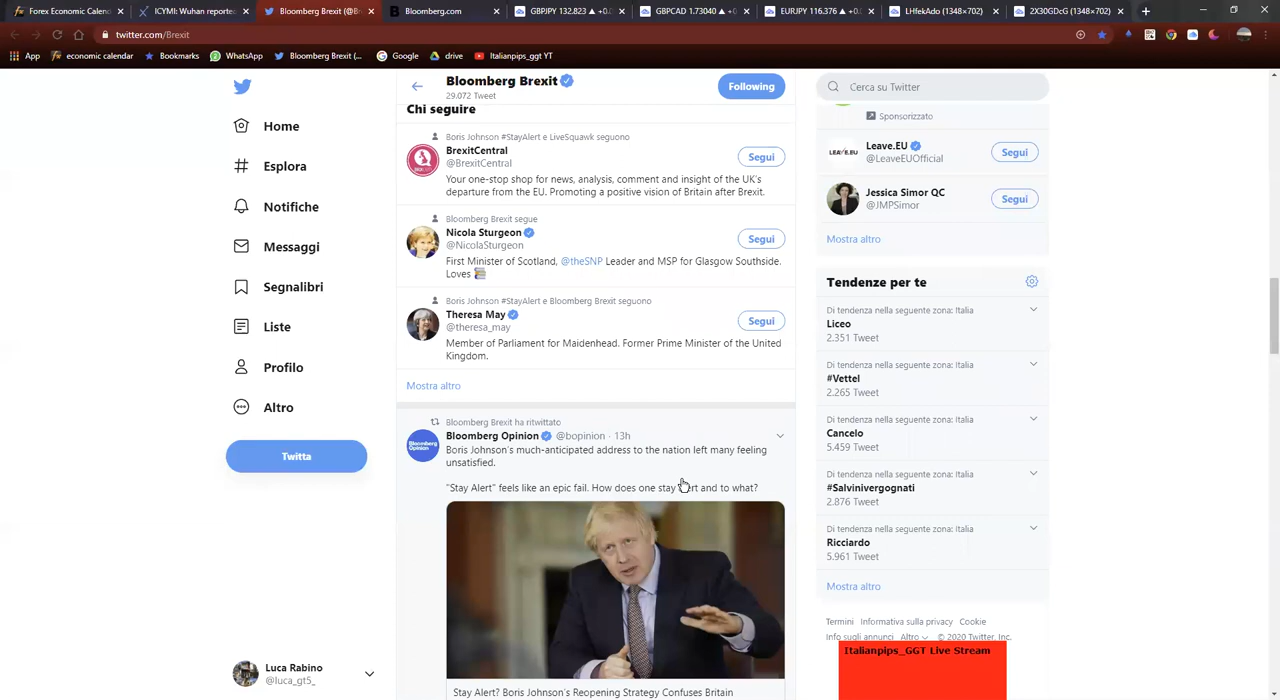 Forex Economic Calend
ICYMI: Wuhan reporte
Bloomberg Brexit (@Br
Bloomberg.com
GBPJPY 132.823 ▲ +0.
GBPCAD 1.73040 ▲ +0
EURJPY 116.376 ▲ +0.
LHfekAdo (1348×702)
2X30GDcG (1348×702)
twitter.com/Brexit
App
economic calendar
Bookmarks
WhatsApp
Bloomberg Brexit (...
Google
drive
Italianpips_ggt YT
Home
Esplora
Notifiche
Messaggi
Segnalibri
Liste
Profilo
Altro
Twitta
Luca Rabino
@luca_gt5_
Bloomberg Brexit
29.072 Tweet
Following
Chi seguire
Boris Johnson #StayAlert e LiveSquawk seguono
BrexitCentral
@BrexitCentral
Segui
Your one-stop shop for news, analysis, comment and insight of the UK's
departure from the EU. Promoting a positive vision of Britain after Brexit.
Bloomberg Brexit segue
Nicola Sturgeon
@NicolaSturgeon
Segui
First Minister of Scotland, @theSNP Leader and MSP for Glasgow Southside.
Loves
Boris Johnson #StayAlert e Bloomberg Brexit seguono
Theresa May
@theresa_may
Segui
Member of Parliament for Maidenhead. Former Prime Minister of the United
Kingdom.
Mostra altro
Bloomberg Brexit ha ritwittato
Bloomberg Opinion @bopinion · 13h
Boris Johnson's much-anticipated address to the nation left many feeling
unsatisfied.
"Stay Alert" feels like an epic fail. How does one stay and to what?
Bloomberg
Opinion
Stay Alert? Boris Johnson's Reopening Strategy Confuses Britain
Cerca su Twitter
Sponsorizzato
LEAVE.EU
Leave.EU
@LeaveEUOfficial
Segui
Jessica Simor QC
@JMPSimor
Segui
Mostra altro
Tendenze per te
Di tendenza nella seguente zona: Italia
Liceo
2.351 Tweet
Di tendenza nella seguente zona: Italia
#Vettel
2.265 Tweet
Di tendenza nella seguente zona: Italia
Cancelo
5.459 Tweet
Di tendenza nella seguente zona: Italia
#Salvinivergognati
2.876 Tweet
Di tendenza nella seguente zona: Italia
Ricciardo
5.961 Tweet
Mostra altro
Termini Informativa sulla privacy Cookie
Info sugli annunci Altro © 2020 Twitter, Inc.
Italianpips_GGT Live Stream